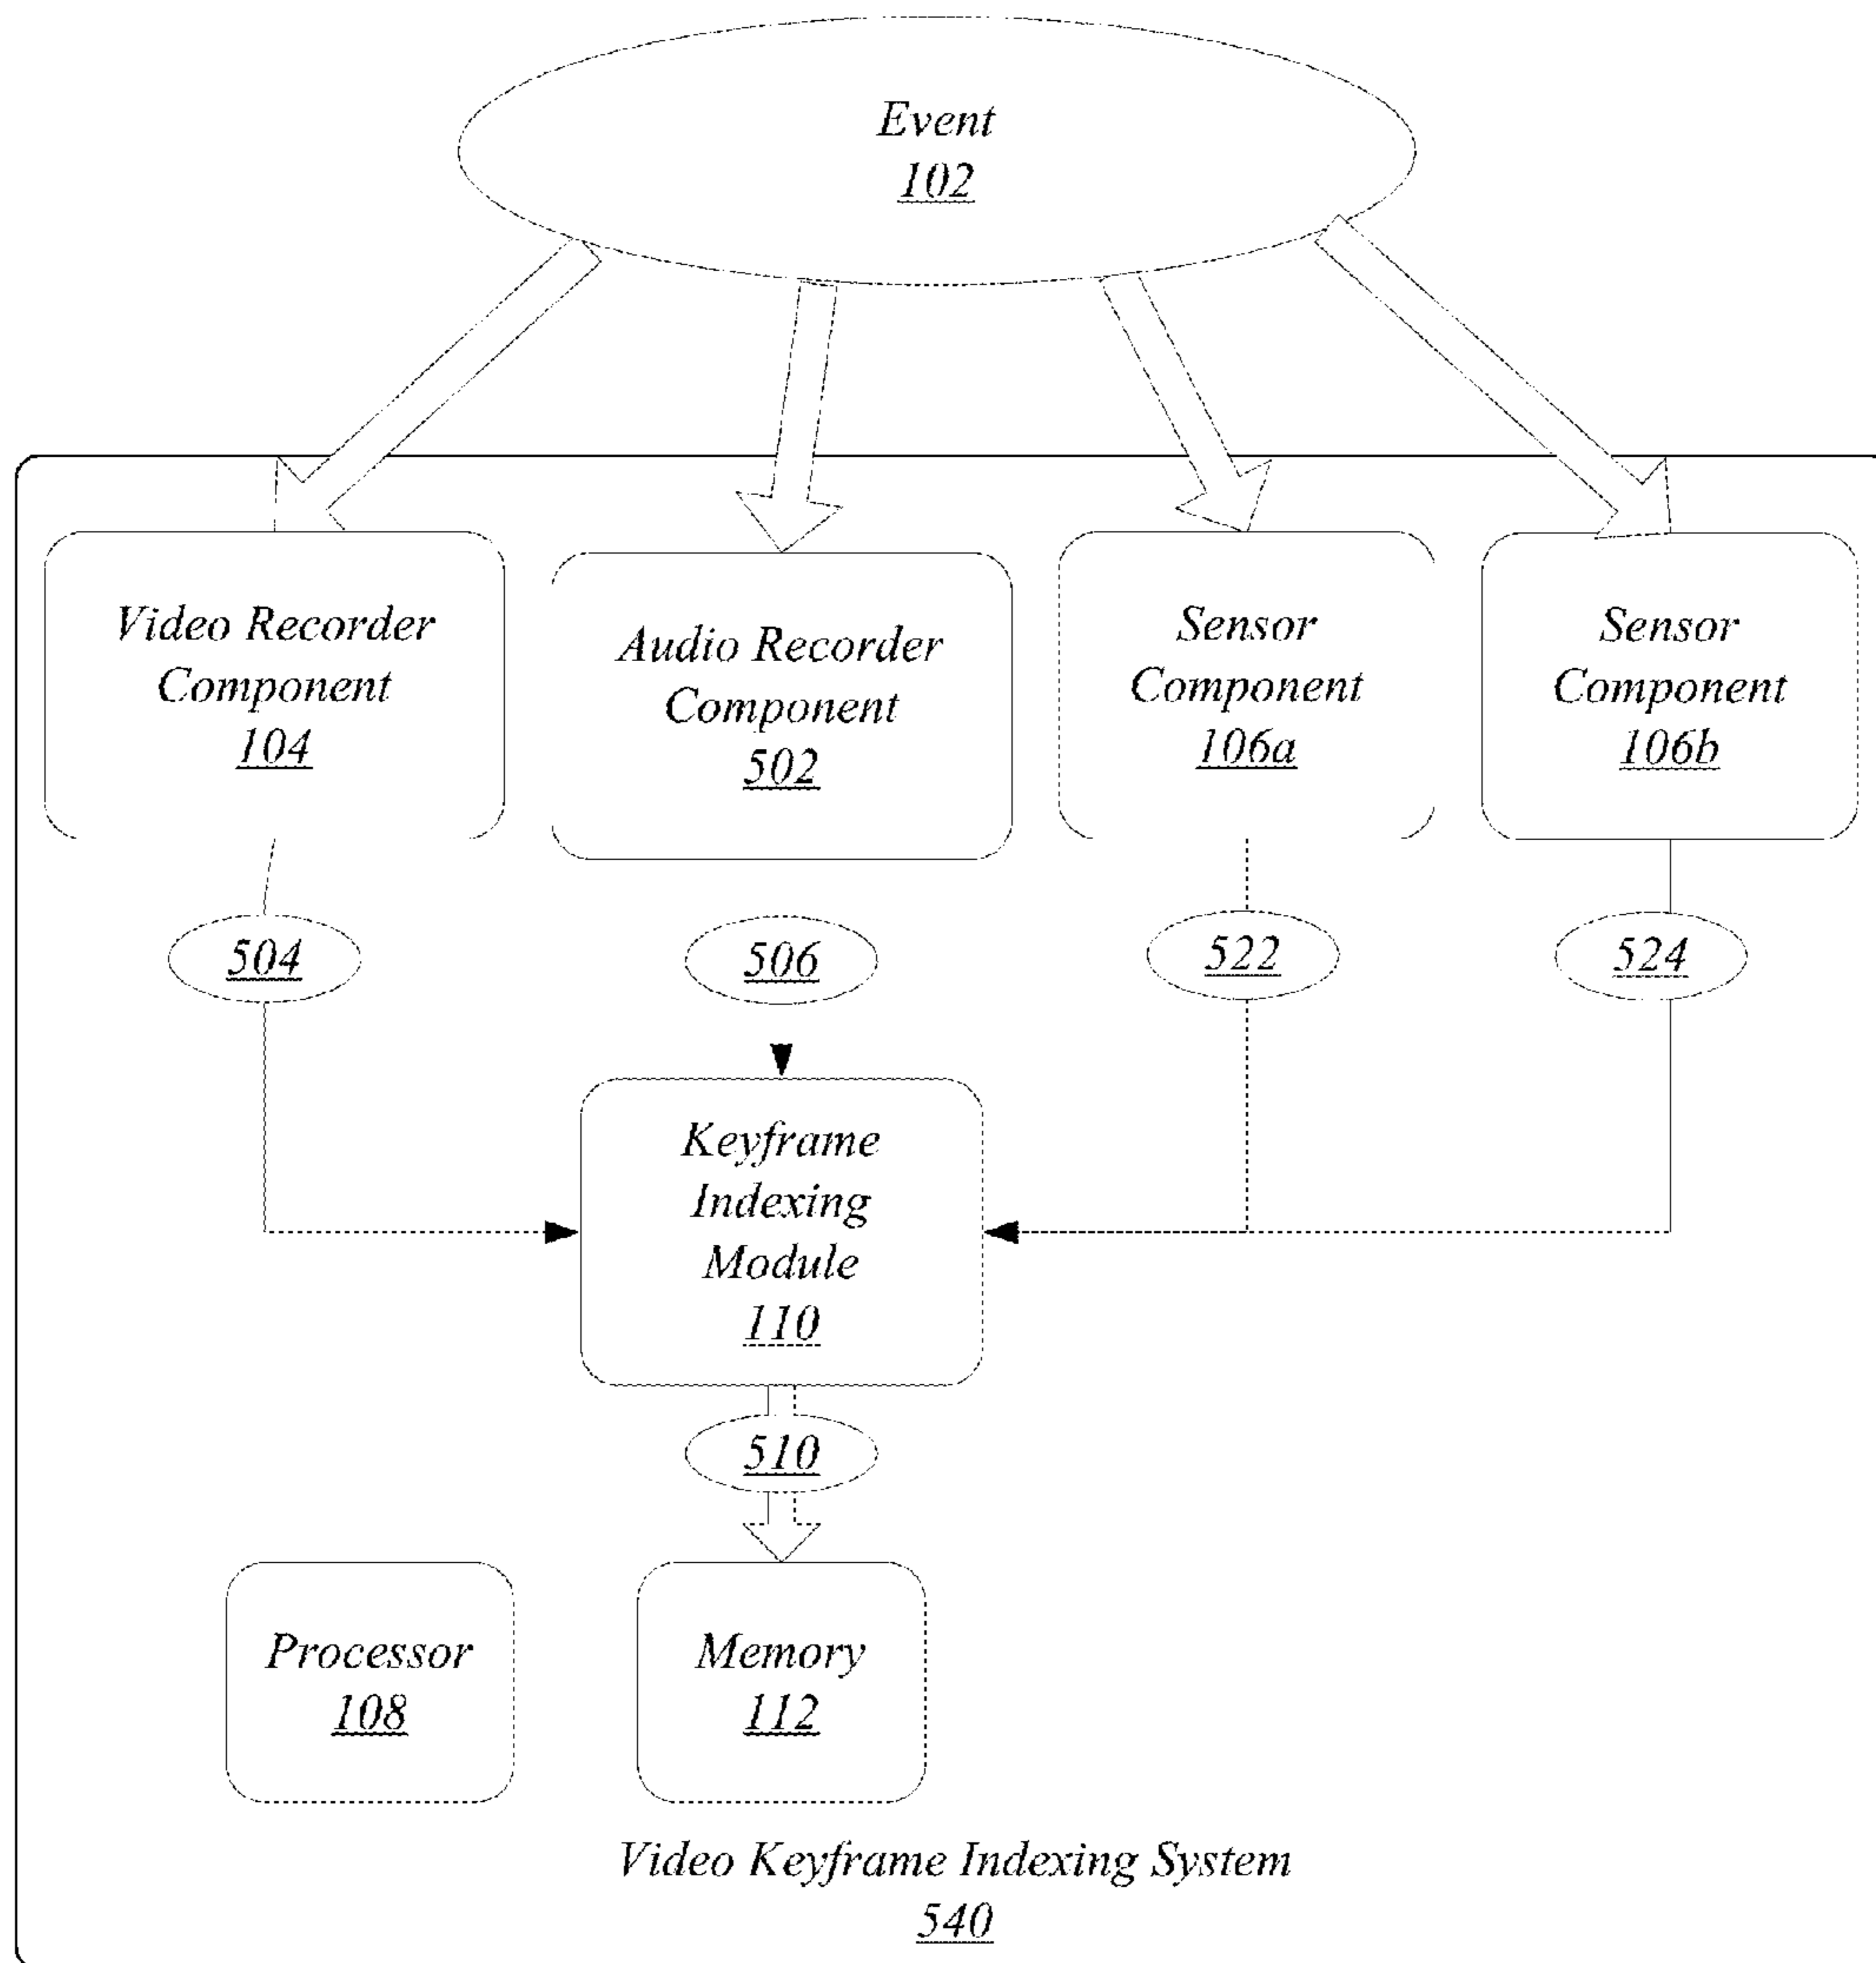 Event
102
Video Recorder
Component
104
Audio Recorder
Component
502
Sensor
Component
106a
Sensor
Component
106b
504
506
522
524
Keyframe
Indexing
Module
110
510
Processor
108
Memory
112
Video Keyframe Indexing System
540